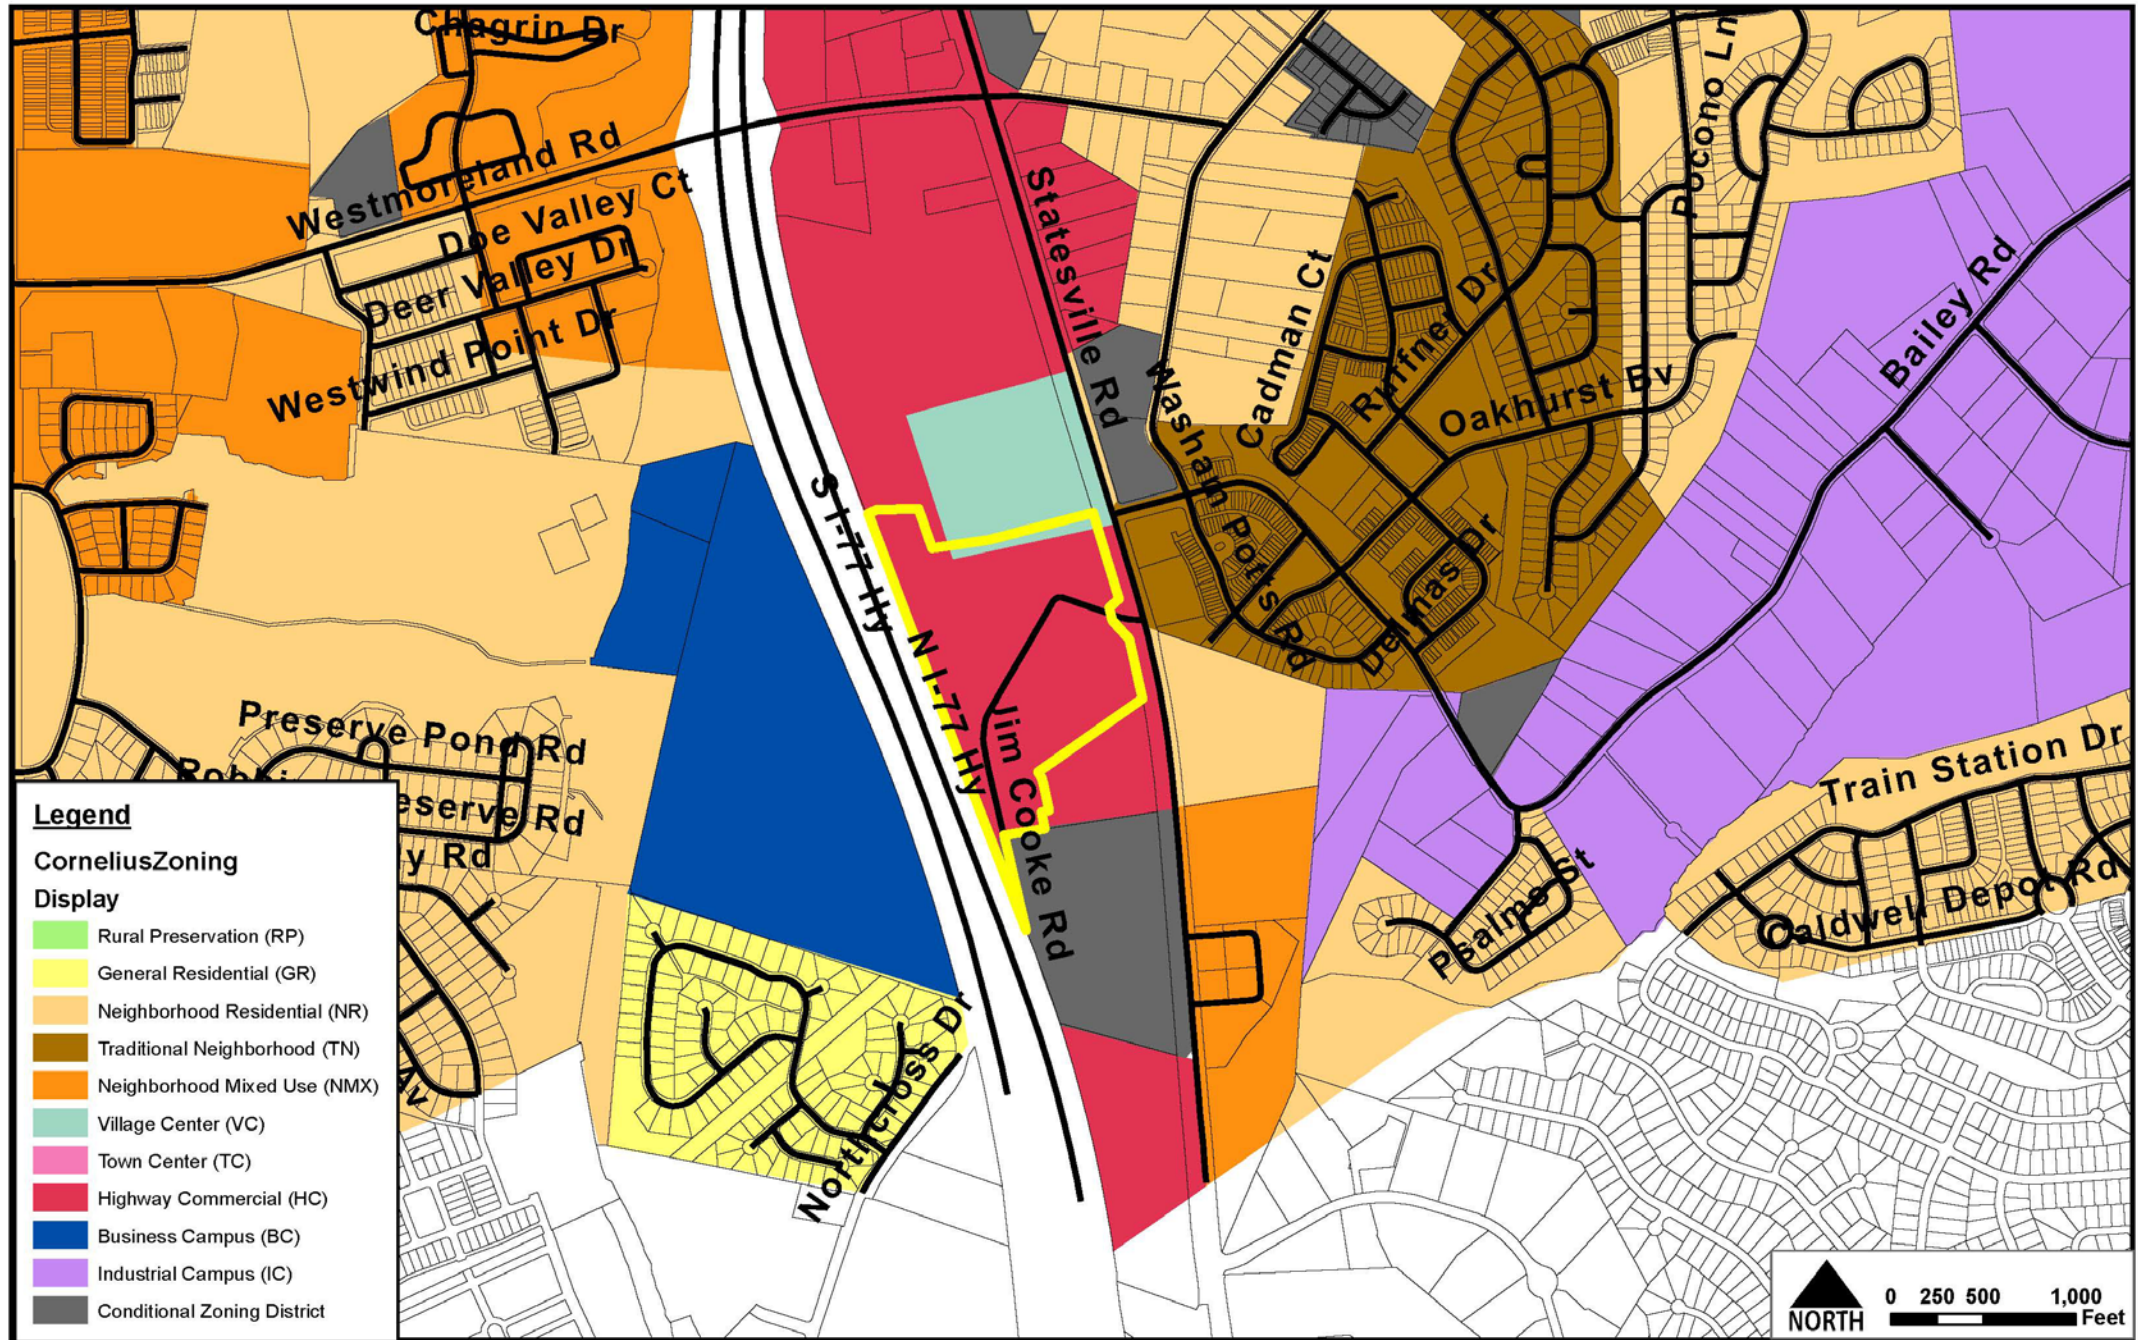 Chagrin Dr
Pocono Ln
Westmoreland Rd
Doe Valley Ct
Deer Valley Dr
Westwind Point Dr
Statesville Rd
Washam Potts Rd
Cadman Ct
Ruffner Dr
Oakhurst Bv
Bailey Rd
Delmas Dr
S I-77 Hy
N I-77 Hy
Jim Cooke Rd
Preserve Pond Rd
eserve Rd
y Rd
Av
Train Station Dr
Caldwell Depot Rd
Psalms St
Northcross Dr
Legend
CorneliusZoning
Display
Rural Preservation (RP)
General Residential (GR)
Neighborhood Residential (NR)
Traditional Neighborhood (TN)
Neighborhood Mixed Use (NMX)
Village Center (VC)
Town Center (TC)
Highway Commercial (HC)
Business Campus (BC)
Industrial Campus (IC)
Conditional Zoning District
NORTH
0 250 500 1,000
Feet